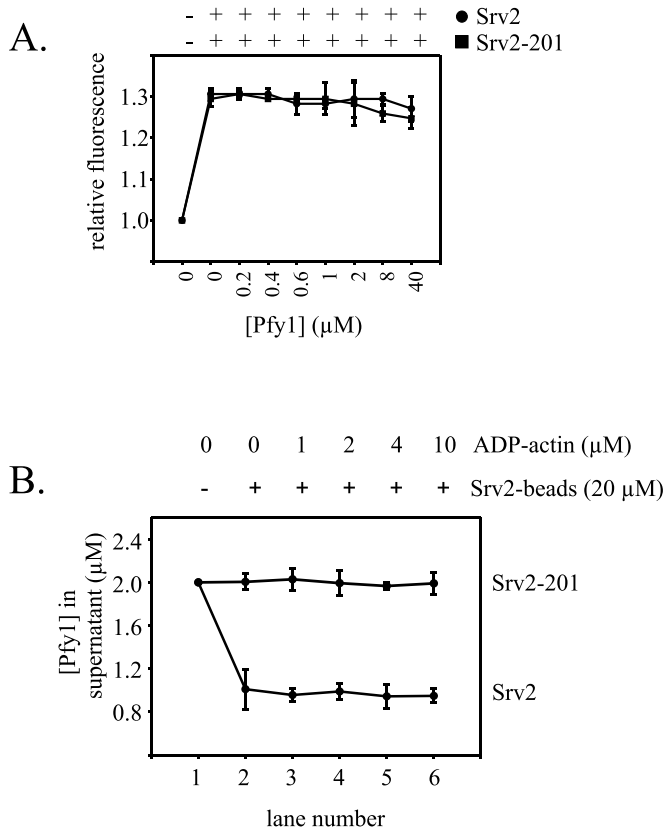 A.
- + + + + + + + + Srv2
- + + + + + + + + Srv2-201
relative fluorescence
1.3
1.2
1.1
1.0
0 0 0.2 0.4 0.6 1 2 8 40
[Pfy1] (µM)
B.
0 0 1 2 4 10 ADP-actin (µM)
- + + + + + Srv2-beads (20 µM)
[Pfy1] in
supernatant (µM)
2.4
2.0
1.6
1.2
0.8
Srv2-201
Srv2
1 2 3 4 5 6
lane number